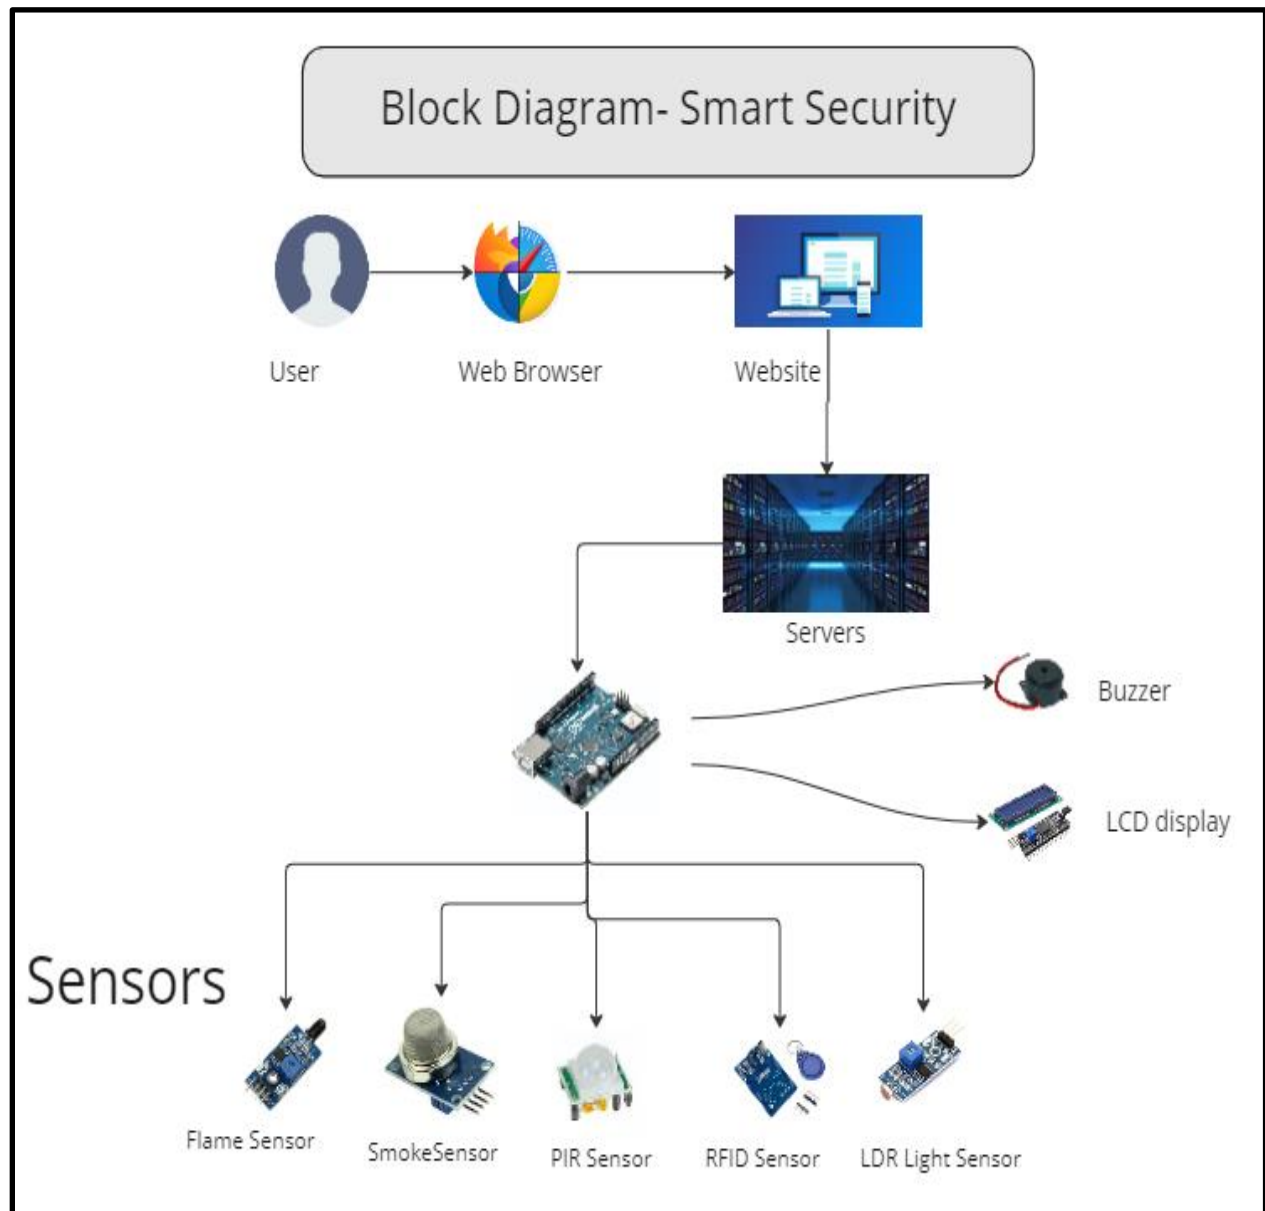 Block Diagram- Smart Security
User
Web Browser
Website
Servers
Buzzer
LCD display
Sensors
Flame Sensor
SmokeSensor
PIR Sensor
RFID Sensor
LDR Light Sensor